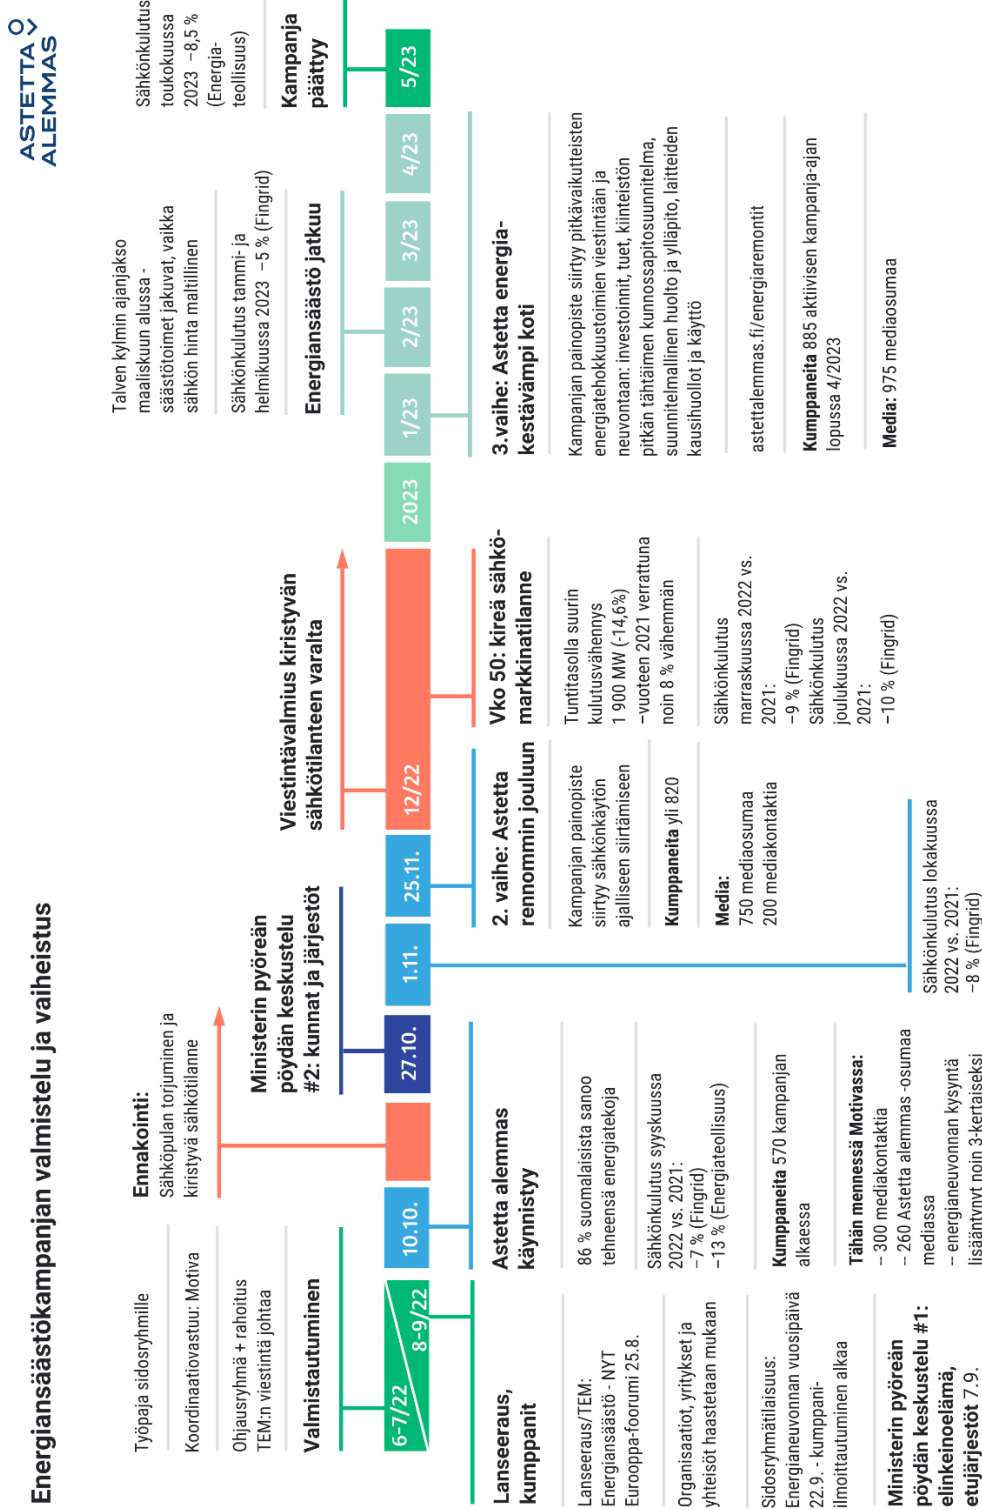 Energiansäästökampanjan valmistelu ja vaiheistus
ASTETTA
ALEMMAS
Työpaja sidosryhmille
Koordinaatiovastuu: Motiva
Ohjausryhmä + rahoitus
TEM:n viestintä johtaa
Valmistautuminen
Ennakointi:
Sähköpulan torjuminen ja
kiristyvä sähkötilanne
Ministerin pyöreän
pöydän keskustelu
#2: kunnat ja järjestöt
Viestintävalmius kiristyvän
sähkötilanteen varalta
Talven kylmin ajanjakso
maaliskuun alussa -
säästötoimet jakuvat, vaikka
sähkön hinta maltillinen
Sähkönkulutus tammi- ja
helmikuussa 2023 −5 % (Fingrid)
Energiansäästö jatkuu
Sähkönkulutus
toukokuussa
2023 −8,5 %
(Energia-
teollisuus)
Kampanja
päättyy
6-7/22
8-9/22
10.10.
27.10.
1.11.
25.11.
12/22
2023
1/23
2/23
3/23
4/23
5/23
Lanseeraus,
kumppanit
Lanseeraus/TEM:
Energiansäästö - NYT
Eurooppa-foorumi 25.8.
Organisaatiot, yritykset ja
yhteisöt haastetaan mukaan
Sidosryhmätilaisuus:
Energianeuvonnan vuosipäivä
22.9. - kumppani-
ilmoittautuminen alkaa
Ministerin pyöreän
pöydän keskustelu #1:
elinkeinoelämä,
etujärjestöt 7.9.
Astetta alemmas
käynnistyy
86 % suomalaisista sanoo
tehneensä energiatekoja
Sähkönkulutus syyskuussa
2022 vs. 2021:
−7 % (Fingrid)
−13 % (Energiateollisuus)
Kumppaneita 570 kampanjan
alkaessa
Tähän mennessä Motivassa:
– 300 mediakontaktia
– 260 Astetta alemmas -osumaa
mediassa
– energianeuvonnan kysyntä
lisääntynyt noin 3-kertaiseksi
Sähkönkulutus lokakuussa
2022 vs. 2021:
−8 % (Fingrid)
2. vaihe: Astetta
rennommin jouluun
Kampanjan painopiste
siirtyy sähkönkäytön
ajalliseen siirtämiseen
Kumppaneita yli 820
Media:
750 mediaosumaa
200 mediakontaktia
Vko 50: kireä sähkö-
markkinatilanne
Tuntitasolla suurin
kulutusvähennys
1 900 MW (-14,6%)
−vuoteen 2021 verrattuna
noin 8 % vähemmän
Sähkönkulutus
marraskuussa 2022 vs.
2021:
−9 % (Fingrid)
Sähkönkulutus
joulukuussa 2022 vs.
2021:
−10 % (Fingrid)
3.vaihe: Astetta energia-
kestävämpi koti
Kampanjan painopiste siirtyy pitkävaikutteisten
energiatehokkuustoimien viestintään ja
neuvontaan: investoinnit, tuet, kiinteistön
pitkän tähtäimen kunnossapitosuunnitelma,
suunnitelmallinen huolto ja ylläpito, laitteiden
kausihuollot ja käyttö
astettalemmas.fi/energiaremontit
Kumppaneita 885 aktiivisen kampanja-ajan
lopussa 4/2023
Media: 975 mediaosumaa